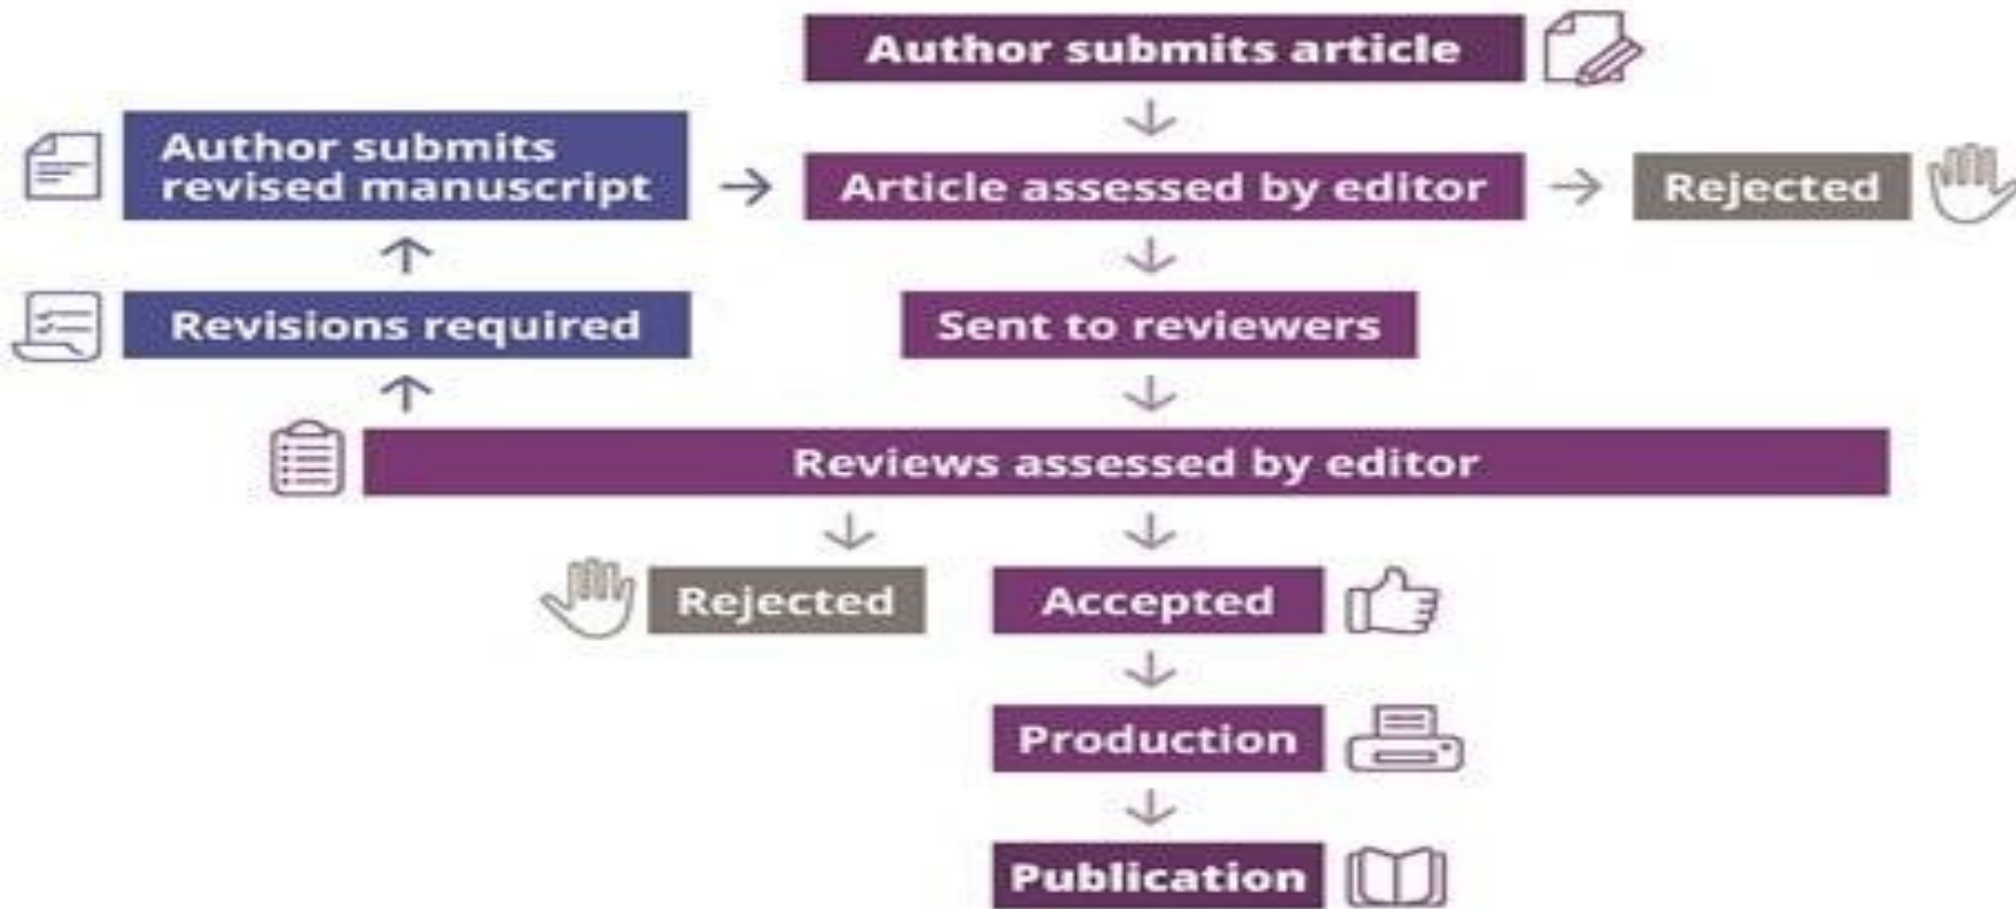 Author submits article
Author submits
revised manuscript
Article assessed by editor
Rejected
Revisions required
Sent to reviewers
Reviews assessed by editor
Rejected
Accepted
Production
Publication